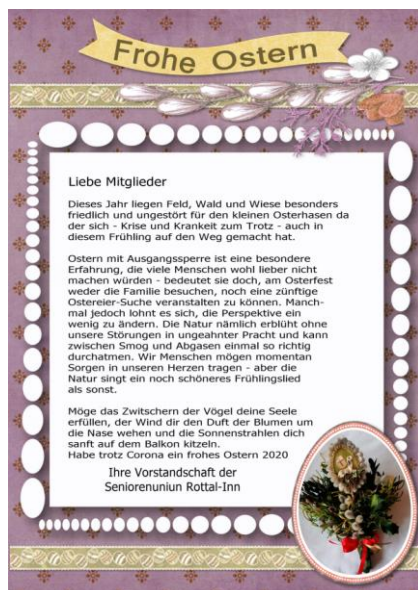 Frohe Ostern
Liebe Mitglieder
Dieses Jahr liegen Feld, Wald und Wiese besonders
friedlich und ungestört für den kleinen Osterhasen da
der sich - Krise und Krankeit zum Trotz - auch in
diesem Frühling auf den Weg gemacht hat.
Ostern mit Ausgangssperre ist eine besondere
Erfahrung, die viele Menschen wohl lieber nicht
machen würden - bedeutet sie doch, am Osterfest
weder die Familie besuchen, noch eine zünftige
Ostereier-Suche veranstalten zu können. Manch-
mal jedoch lohnt es sich, die Perspektive ein
wenig zu ändern. Die Natur nämlich erblüht ohne
unsere Störungen in ungeahnter Pracht und kann
zwischen Smog und Abgasen einmal so richtig
durchatmen. Wir Menschen mögen momentan
Sorgen in unseren Herzen tragen - aber die
Natur singt ein noch schöneres Frühlingslied
als sonst.
Möge das Zwitschern der Vögel deine Seele
erfüllen, der Wind dir den Duft der Blumen um
die Nase wehen und die Sonnenstrahlen dich
sanft auf dem Balkon kitzeln.
Habe trotz Corona ein frohes Ostern 2020
Ihre Vorstandschaft der
Seniorenuniun Rottal-Inn